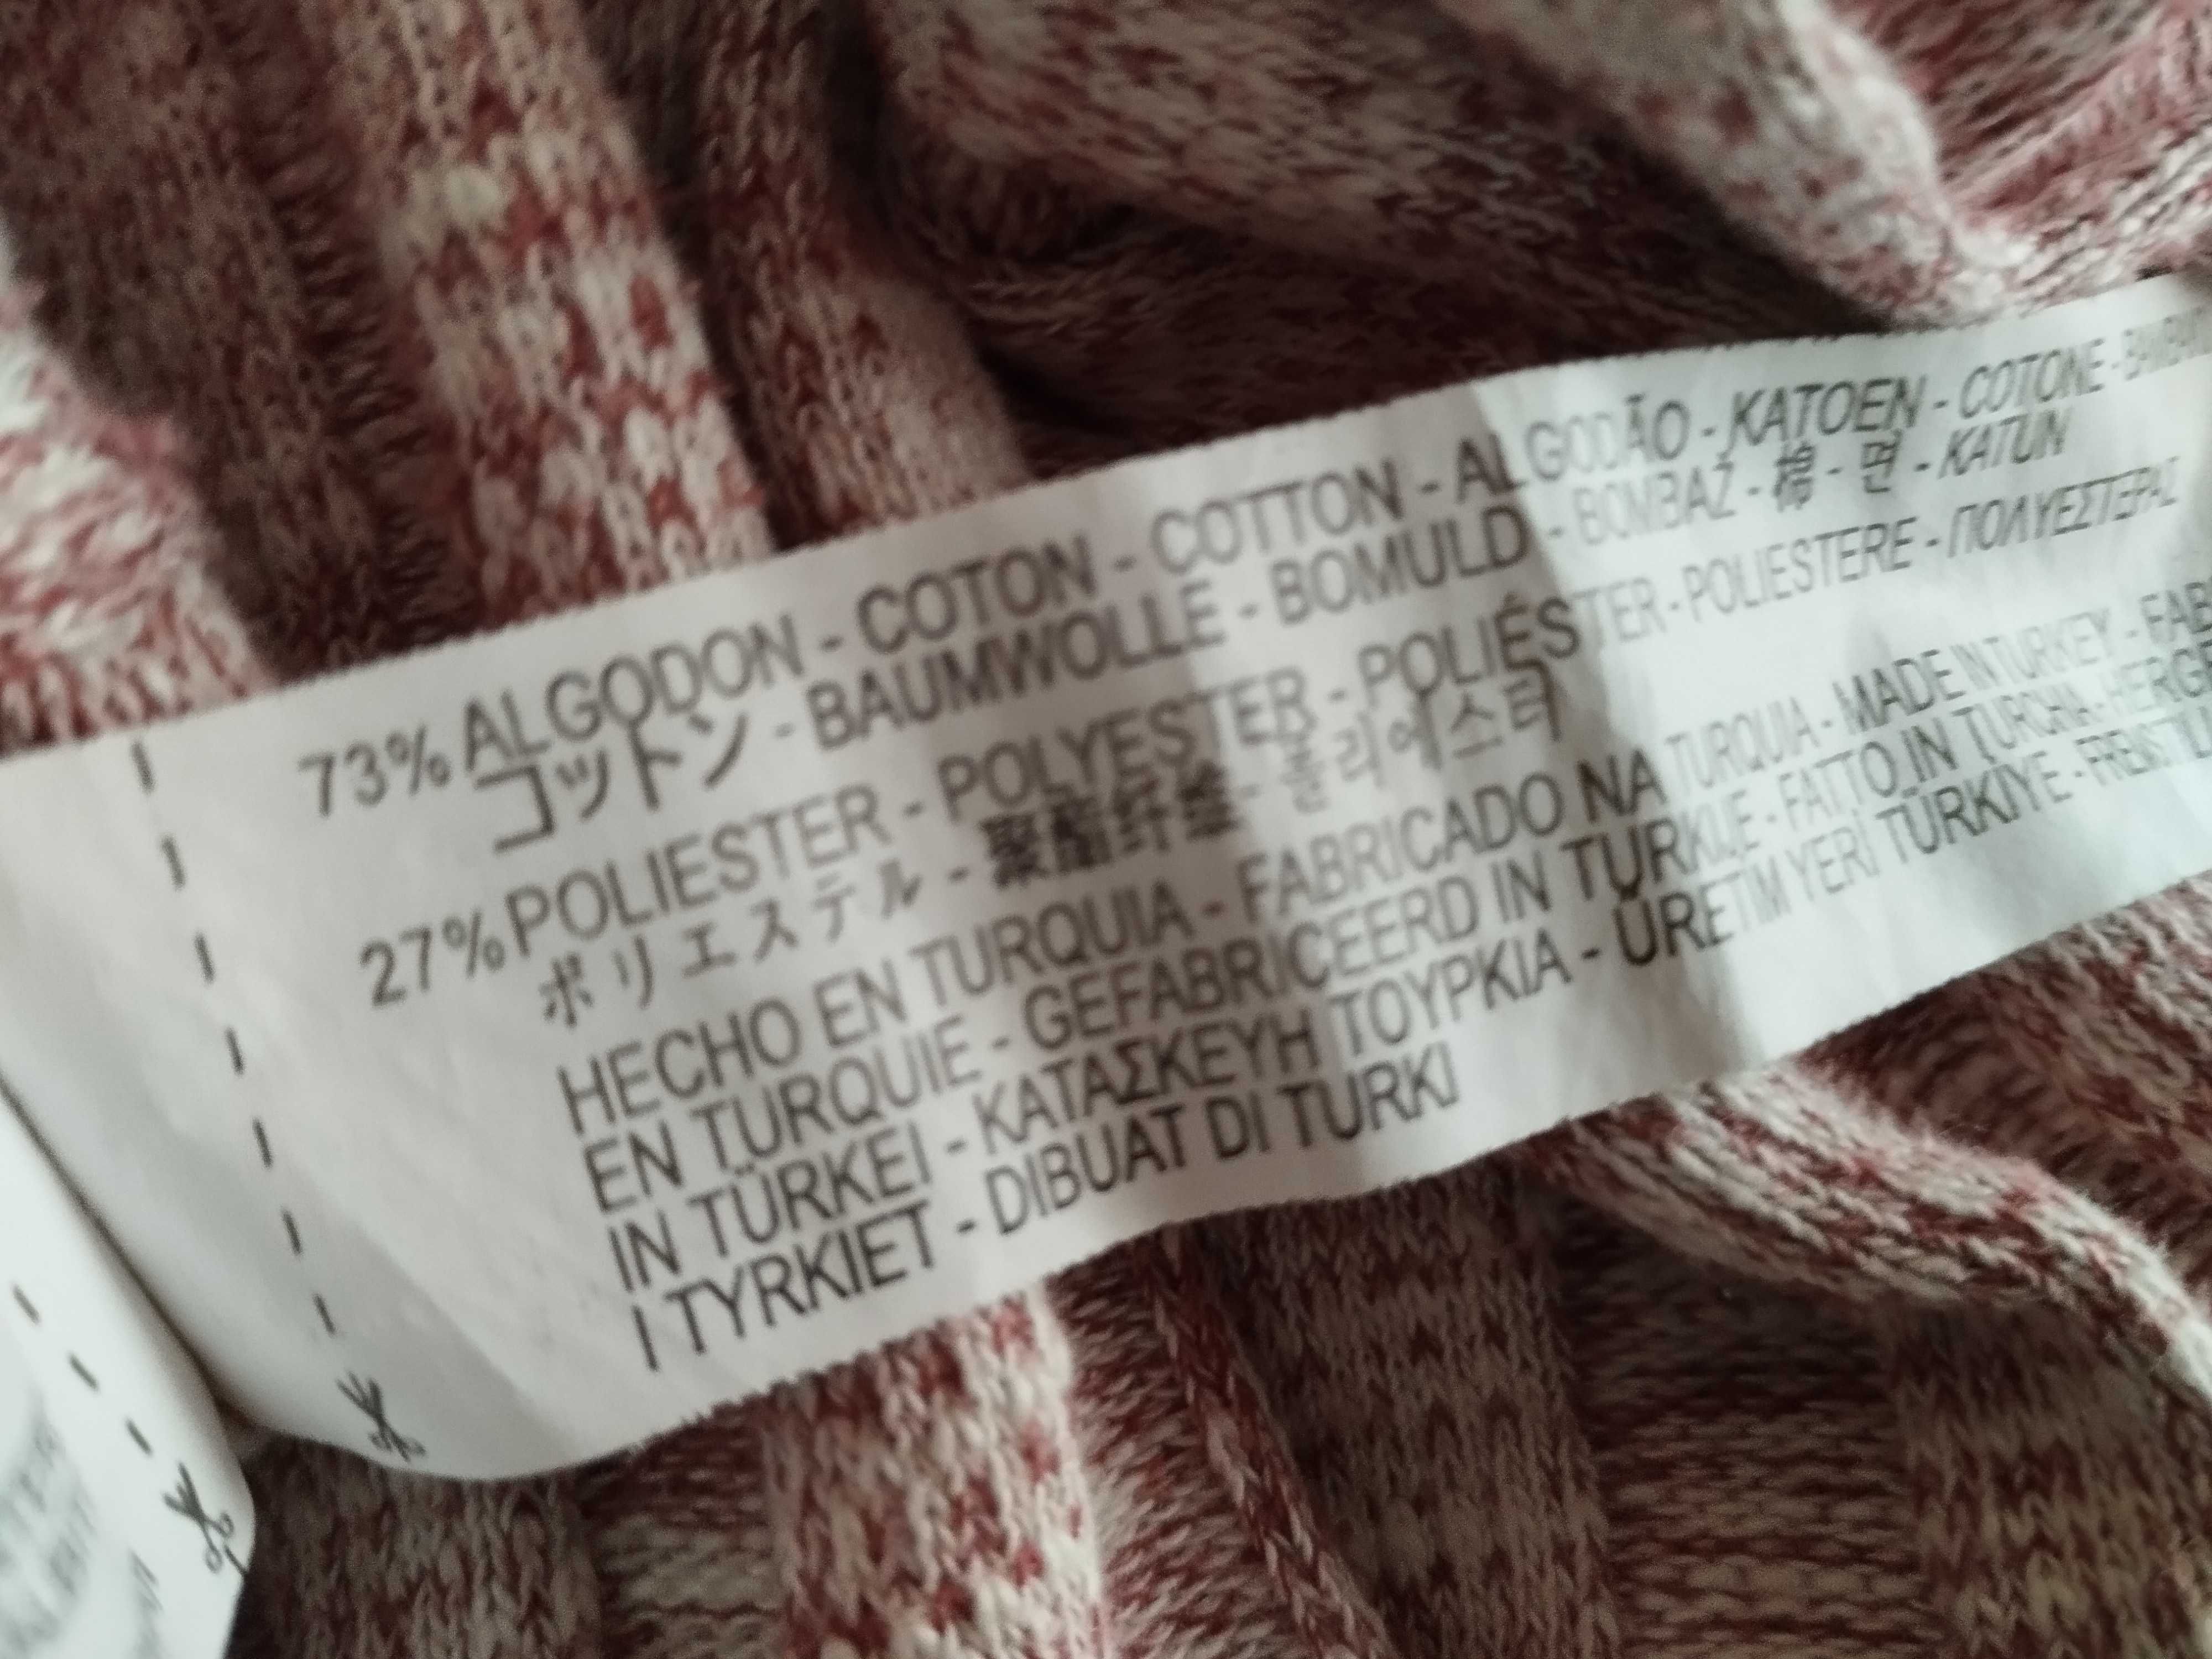 73% ALGODON - COTON - COTTON - ALGODÃO - KATOEN - COTONE -
コットン - BAUMWOLLE - BOMULD - BOMBAŽ - 棉 - 면 - KATUN
27% POLIESTER - POLYESTER - POLIÉSTER - POLIESTERE - ΠΟΛΥΕΣΤΕΡΑΣ
ポリエステル - 聚酯纤维 - 폴리에스터
HECHO EN TURQUIA - FABRICADO NA TURQUIA - MADE IN TURKEY -
EN TURQUIE - GEFABRICEERD IN TURKIJE - FATTO IN TURCHIA -
IN TÜRKEI - ΚΑΤΑΣΚΕΥΗ ΤΟΥΡΚΙΑ - ÜRETIM YERİ TÜRKIYE -
I TYRKIET - DIBUAT DI TURKI